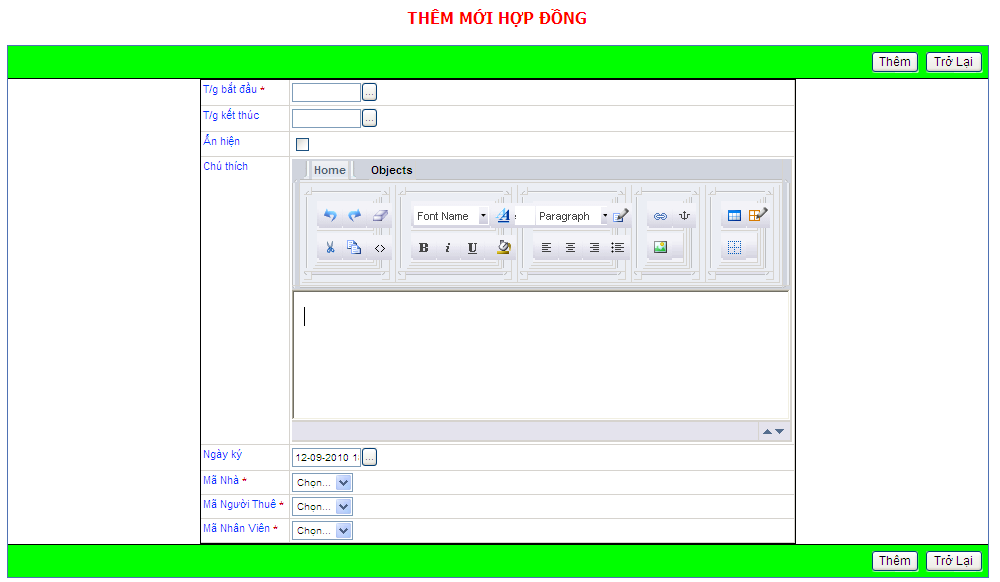 THÊM MỚI HỢP ĐỒNG
Thêm Trở Lại
T/g bắt đầu * ...
T/g kết thúc ...
Ẩn hiện
Chú thích
Home Objects
Font Name A Paragraph
B i U
Ngày ký 12-09-2010 1 ...
Mã Nhà * Chọn...
Mã Người Thuê * Chọn...
Mã Nhân Viên * Chọn...
Thêm Trở Lại